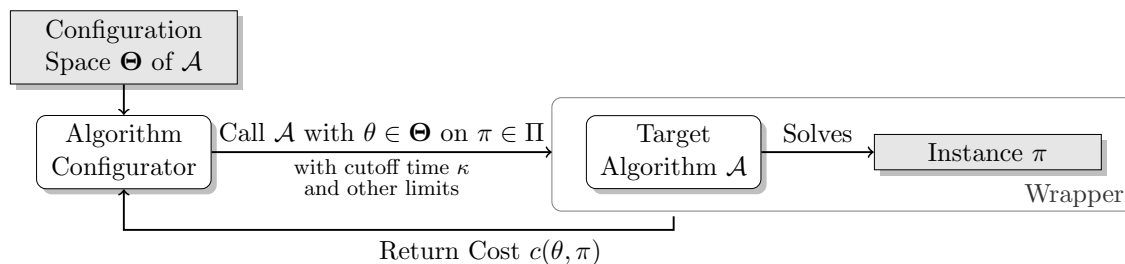 Configuration
Space Θ of 𝒜
Algorithm
Configurator
Call 𝒜 with θ ∈ Θ on π ∈ Π
with cutoff time κ
and other limits
Target
Algorithm 𝒜
Solves
Instance π
Wrapper
Return Cost c(θ, π)